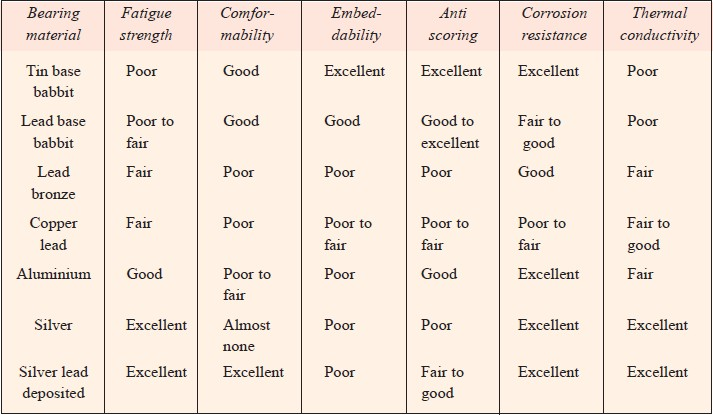 Bearing material Fatigue strength Comfor- mability Embed- dability Anti scoring Corrosion resistance Thermal conductivity
Tin base babbit Poor Good Excellent Excellent Excellent Poor
Lead base babbit Poor to fair Good Good Good to excellent Fair to good Poor
Lead bronze Fair Poor Poor Poor Good Fair
Copper lead Fair Poor Poor to fair Poor to fair Poor to fair Fair to good
Aluminium Good Poor to fair Poor Good Excellent Fair
Silver Excellent Almost none Poor Poor Excellent Excellent
Silver lead deposited Excellent Excellent Poor Fair to good Excellent Excellent